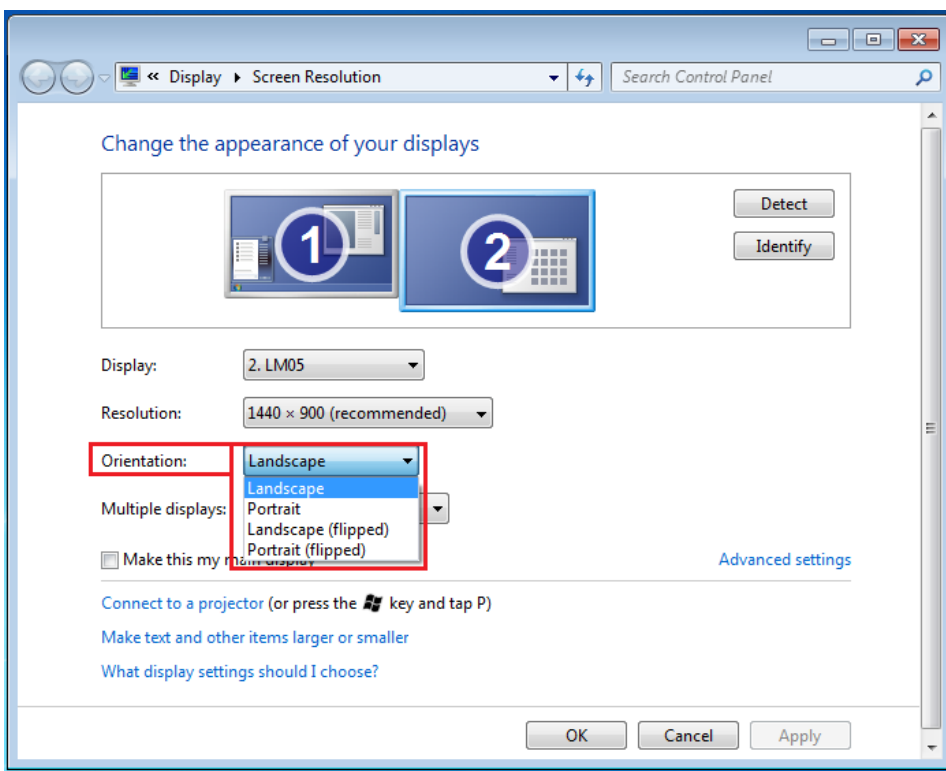 « Display ▸ Screen Resolution
Search Control Panel
Change the appearance of your displays
1
2
Detect
Identify
Display:
2. LM05
Resolution:
1440 × 900 (recommended)
Orientation:
Landscape
Landscape
Portrait
Landscape (flipped)
Portrait (flipped)
Multiple displays:
Make this my main display
Advanced settings
Connect to a projector (or press the key and tap P)
Make text and other items larger or smaller
What display settings should I choose?
OK
Cancel
Apply